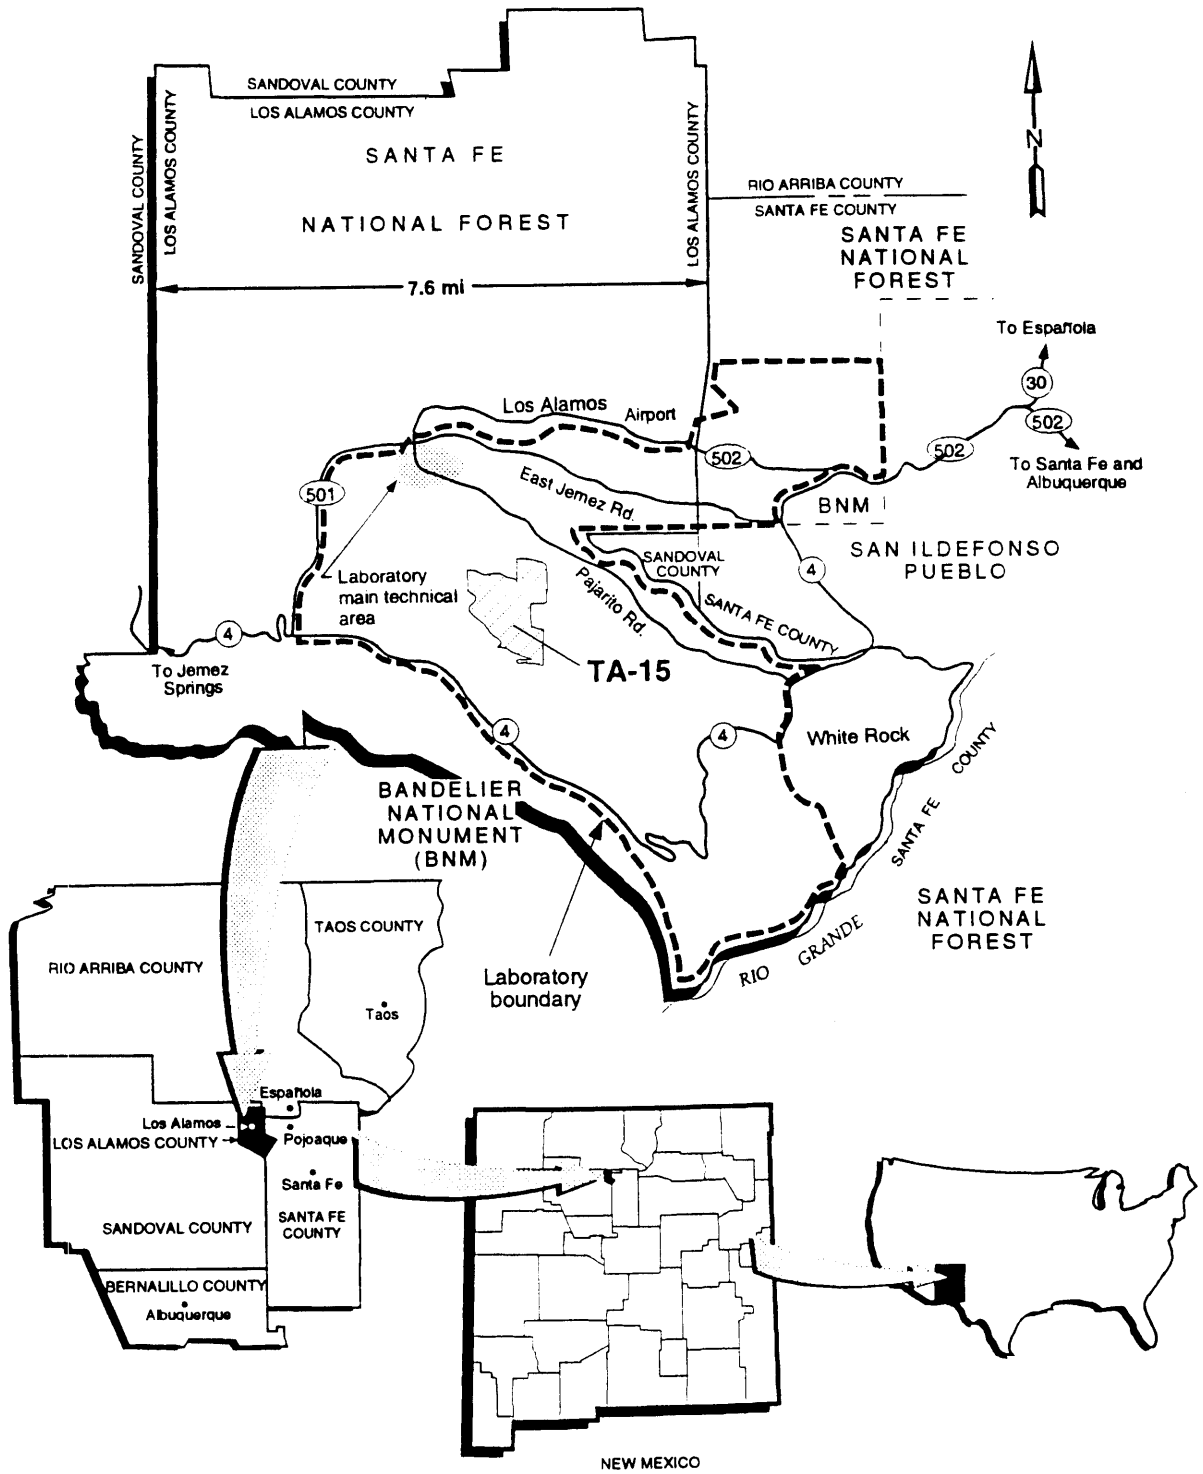 SANDOVAL COUNTY
LOS ALAMOS COUNTY
SANDOVAL COUNTY
LOS ALAMOS COUNTY
SANTA FE
NATIONAL FOREST
LOS ALAMOS COUNTY
N
RIO ARRIBA COUNTY
SANTA FE COUNTY
SANTA FE
NATIONAL
FOREST
7.6 mi
To Española
30
502
To Santa Fe and
Albuquerque
Los Alamos
Airport
502
502
501
East Jemez Rd.
BNM
SAN ILDEFONSO
PUEBLO
SANDOVAL
COUNTY
4
Laboratory
main technical
area
Pajarito Rd.
SANTA FE COUNTY
4
To Jemez
Springs
TA-15
4
4
White Rock
BANDELIER
NATIONAL
MONUMENT
(BNM)
SANTA FE COUNTY
SANTA FE
NATIONAL
FOREST
RIO GRANDE
Laboratory
boundary
TAOS COUNTY
RIO ARRIBA COUNTY
Taos
Española
Los Alamos
LOS ALAMOS COUNTY
Pojoaque
Santa Fe
SANDOVAL COUNTY
SANTA FE
COUNTY
BERNALILLO COUNTY
Albuquerque
NEW MEXICO